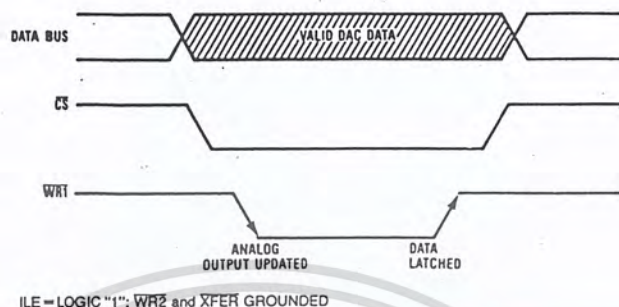 DATA BUS
VALID DAC DATA
CS
WR1
ANALOG
OUTPUT UPDATED
DATA
LATCHED
ILE = LOGIC "1"; WR2 and XFER GROUNDED